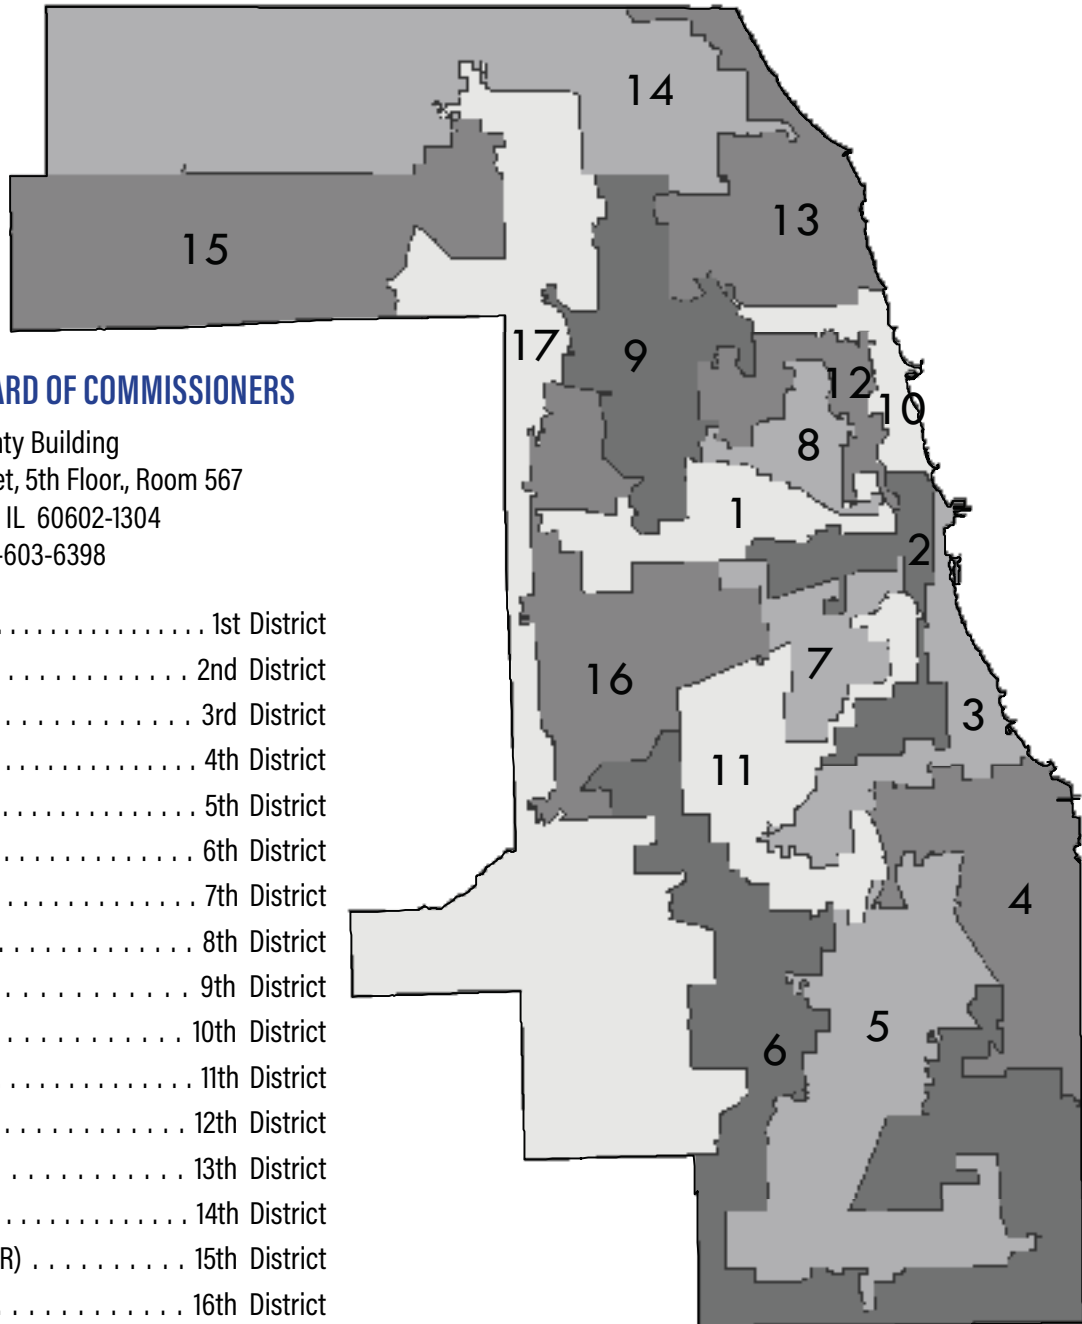 14
13
15
17
9
12
10
8
1
2
16
7
3
11
4
5
6
ARD OF COMMISSIONERS
nty Building
et, 5th Floor., Room 567
IL 60602-1304
-603-6398
. . . . . . . . . . . . . . . . 1st District
. . . . . . . . . . . . . . 2nd District
. . . . . . . . . . . . . . 3rd District
. . . . . . . . . . . . . . 4th District
. . . . . . . . . . . . . . 5th District
. . . . . . . . . . . . . . 6th District
. . . . . . . . . . . . . . 7th District
. . . . . . . . . . . . . . 8th District
. . . . . . . . . . . . . . 9th District
. . . . . . . . . . . . . 10th District
. . . . . . . . . . . . . 11th District
. . . . . . . . . . . . . 12th District
. . . . . . . . . . . . . 13th District
. . . . . . . . . . . . . 14th District
R) . . . . . . . . . . . 15th District
. . . . . . . . . . . . . 16th District